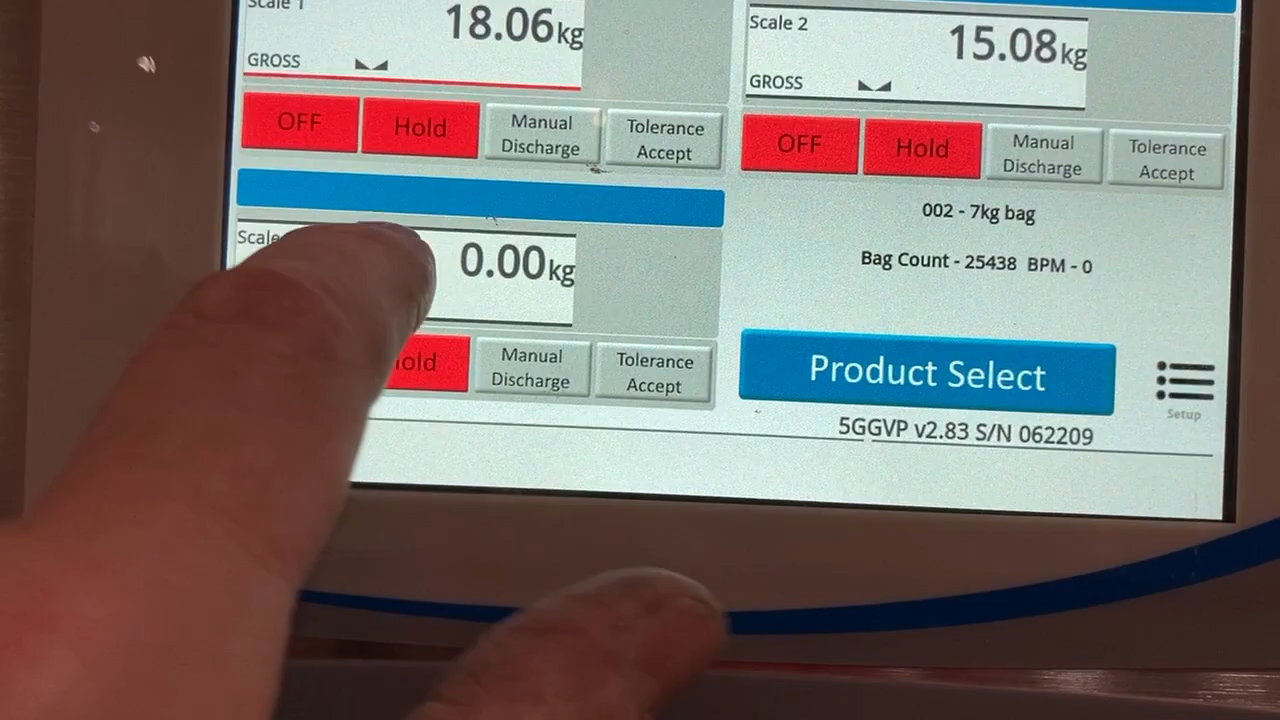 Scale 1
18.06kg
GROSS
OFF
Hold
Manual
Discharge
Tolerance
Accept
Scale 2
15.08kg
GROSS
OFF
Hold
Manual
Discharge
Tolerance
Accept
Scale
0.00kg
Hold
Manual
Discharge
Tolerance
Accept
002 - 7kg bag
Bag Count - 25438 BPM - 0
Product Select
Setup
5GGVP v2.83 S/N 062209